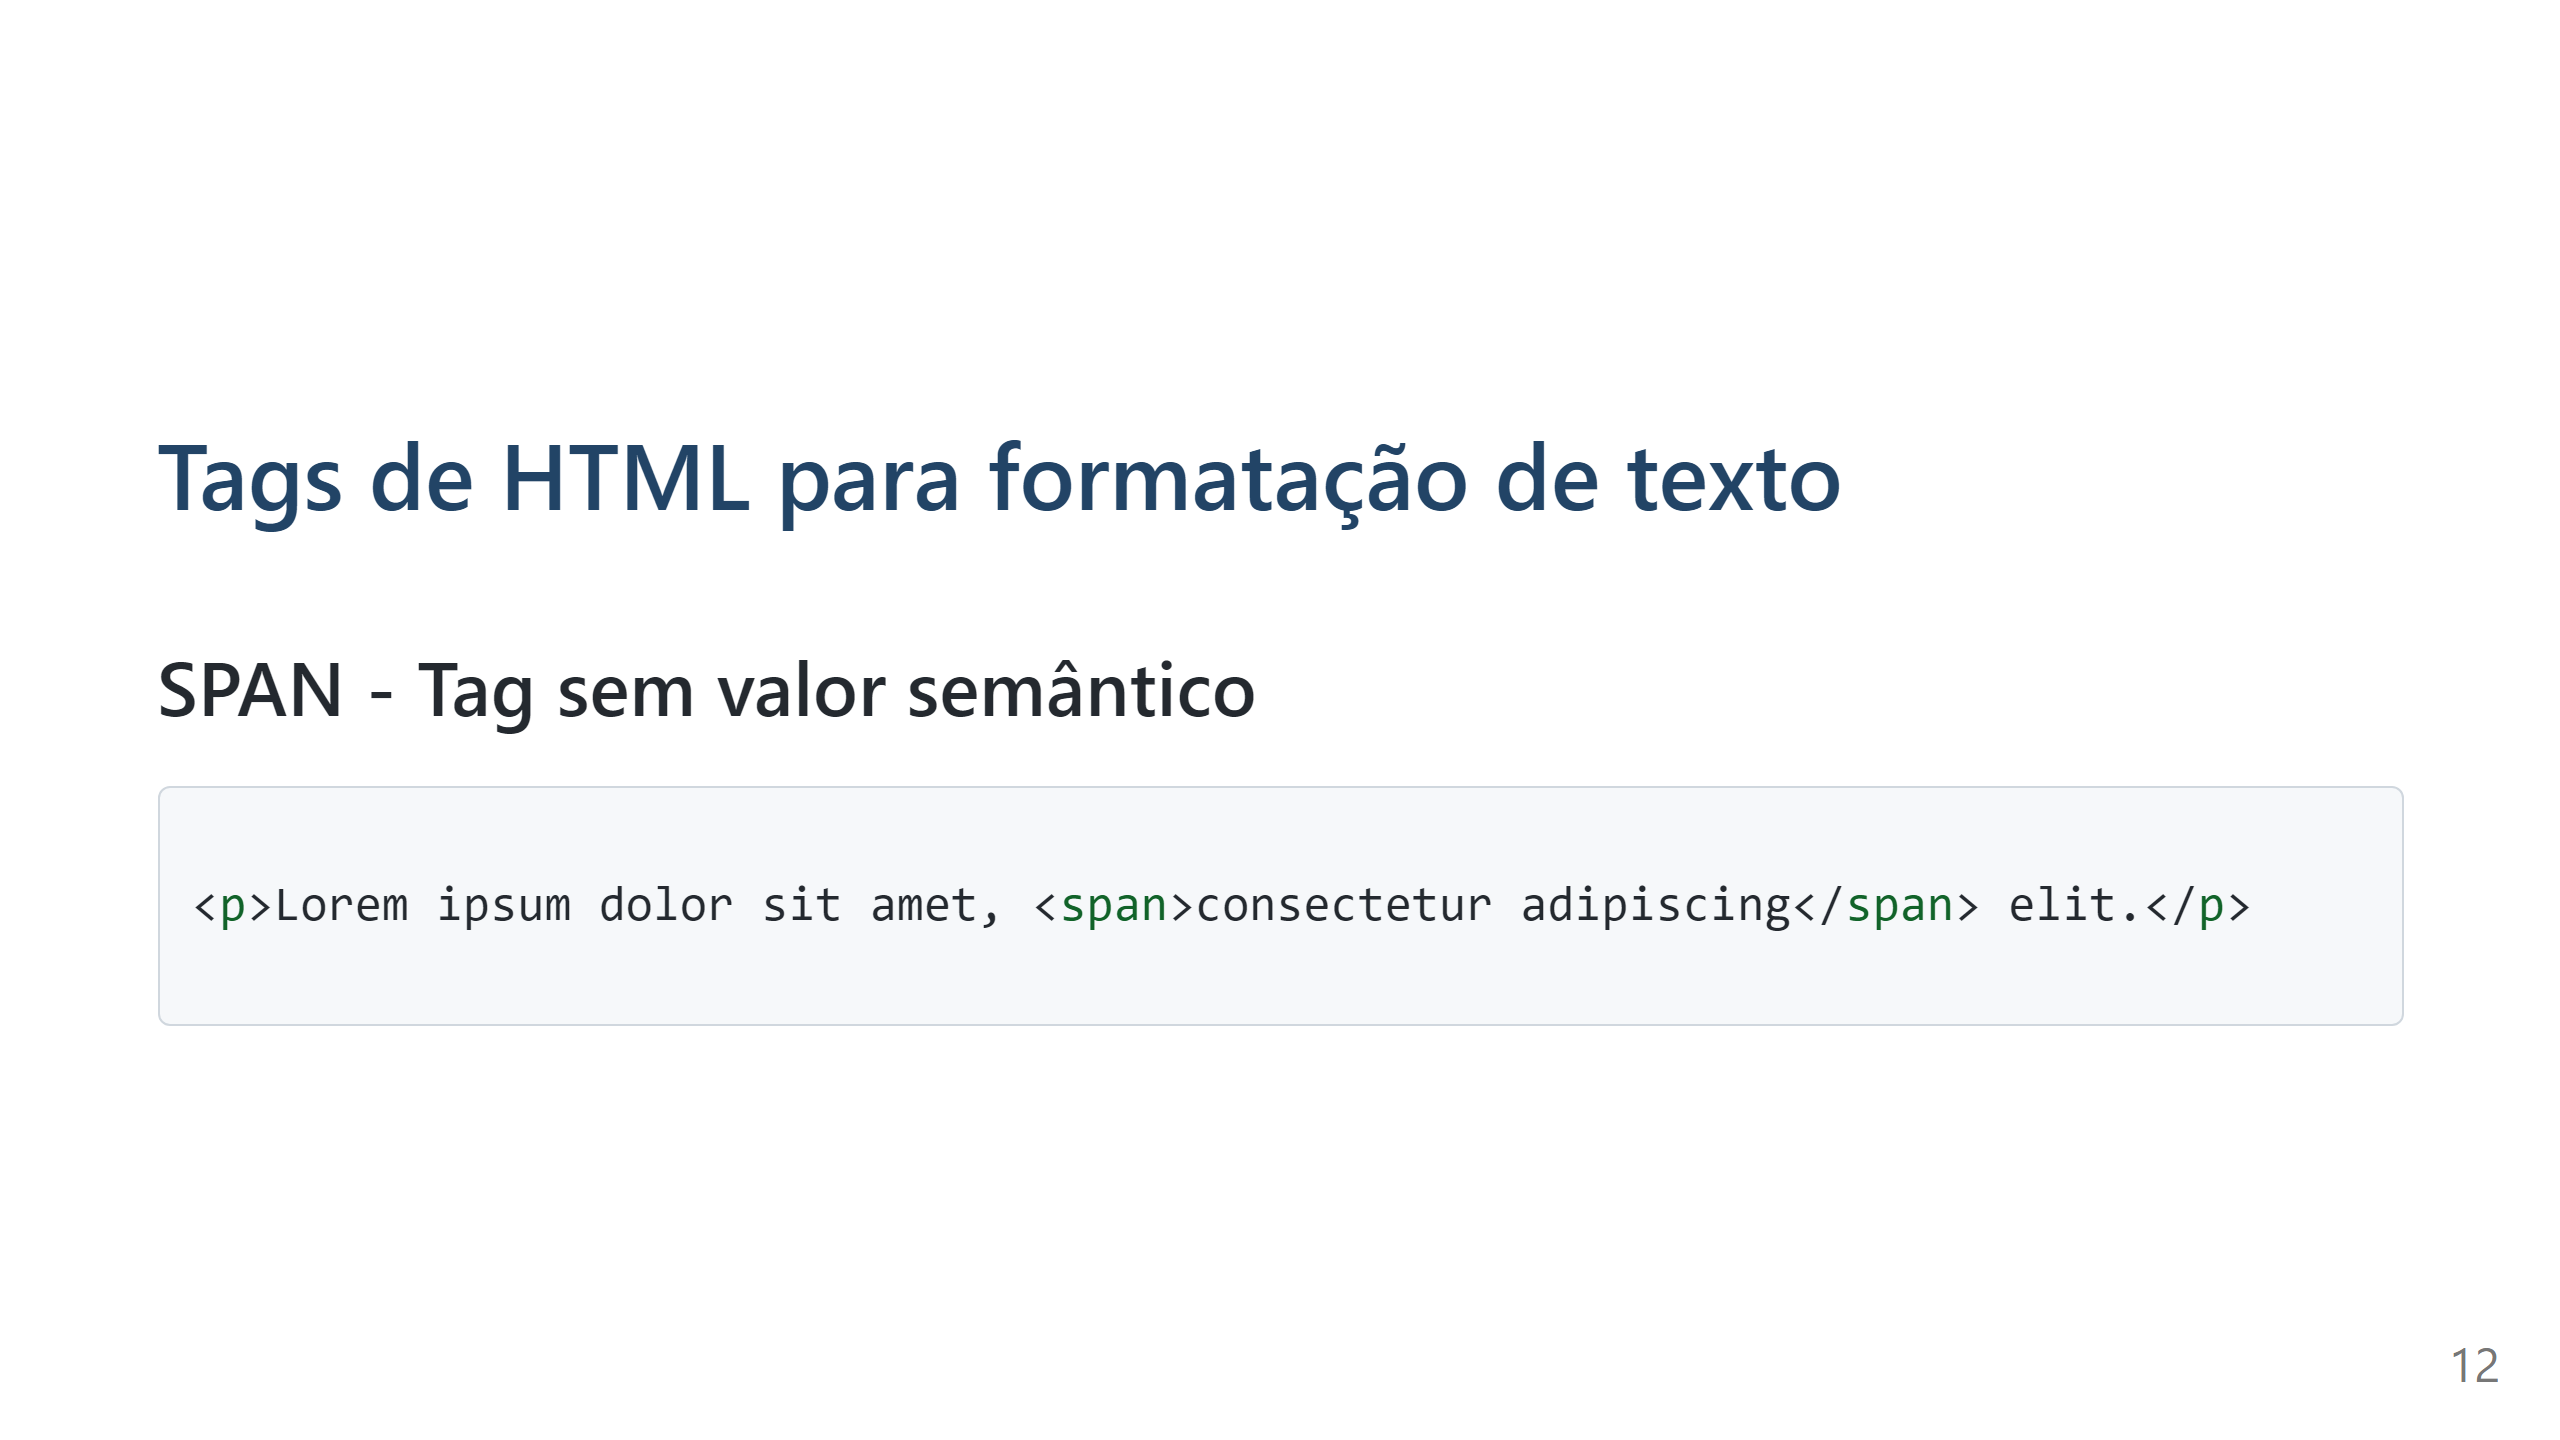 Tags de HTML para formatação de texto
SPAN - Tag sem valor semântico
<p>Lorem ipsum dolor sit amet, <span>consectetur adipiscing</span> elit.</p>
12